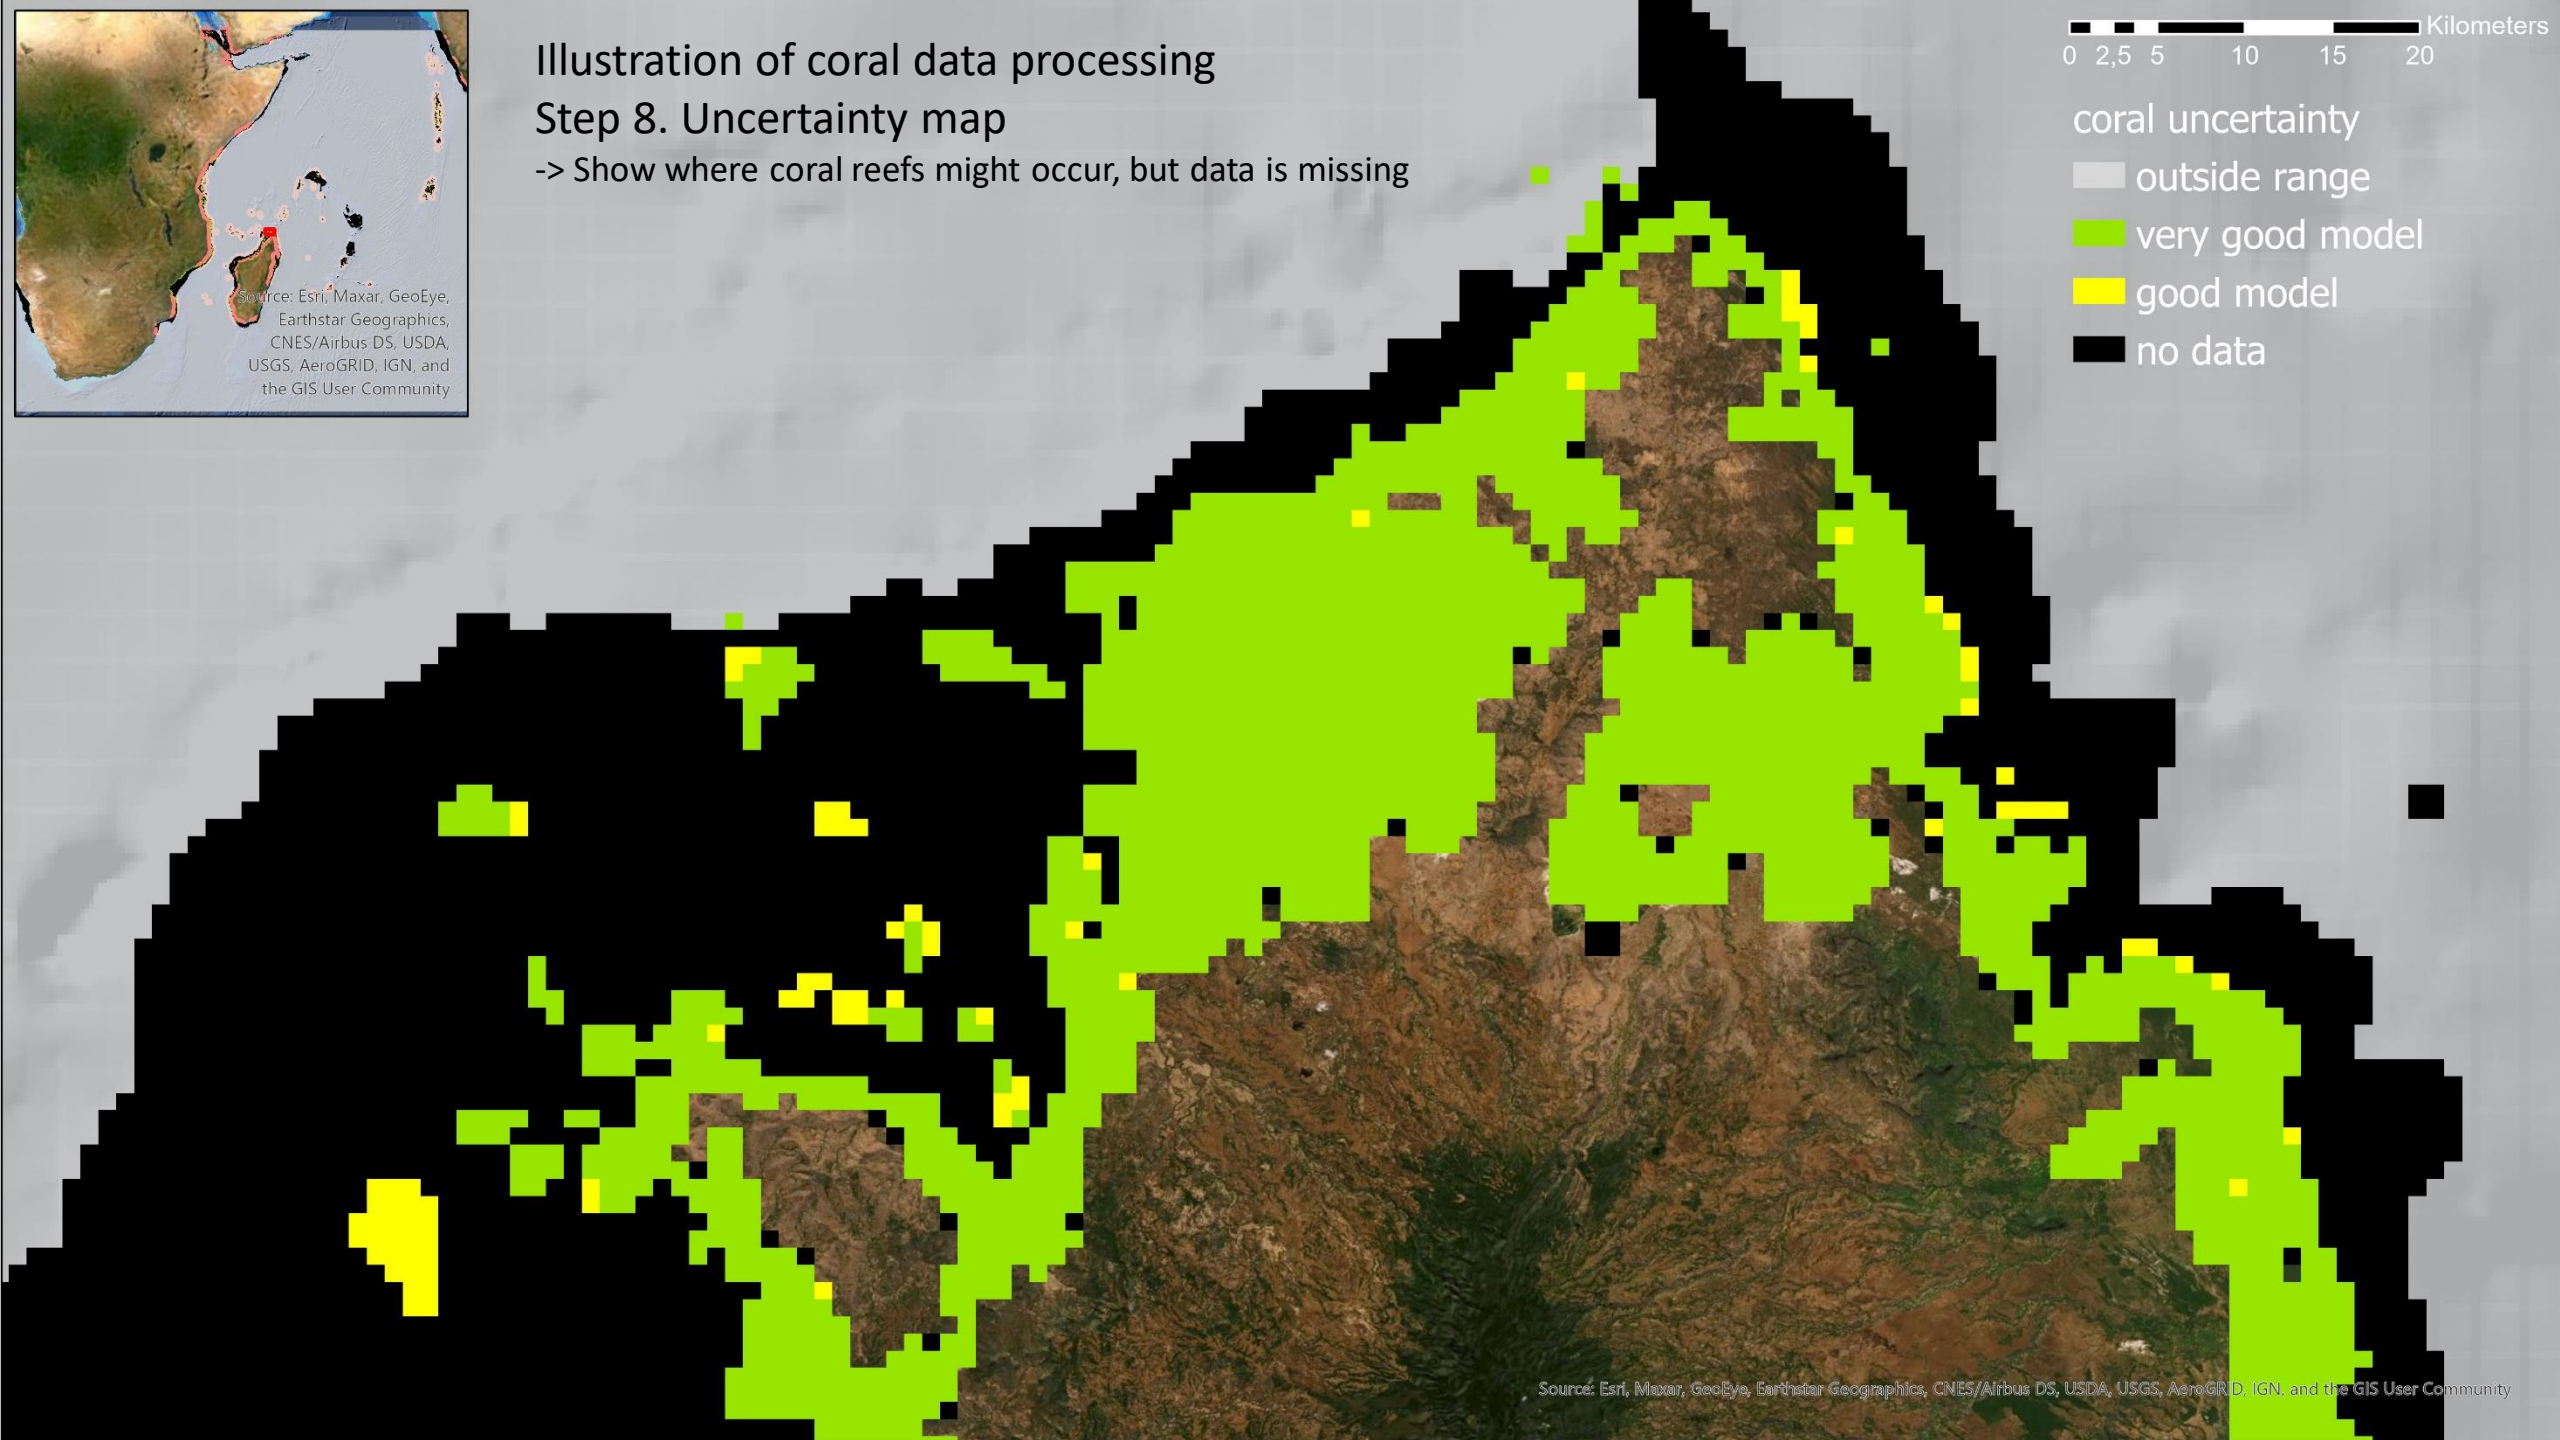 Illustration of coral data processing
Step 8. Uncertainty map
-> Show where coral reefs might occur, but data is missing
Source: Esri, Maxar, GeoEye,
Earthstar Geographics,
CNES/Airbus DS, USDA,
USGS, AeroGRID, IGN, and
the GIS User Community
Kilometers
0 2,5 5 10 15 20
coral uncertainty
outside range
very good model
good model
no data
Source: Esri, Maxar, GeoEye, Earthstar Geographics, CNES/Airbus DS, USDA, USGS, AeroGRID, IGN, and the GIS User Community